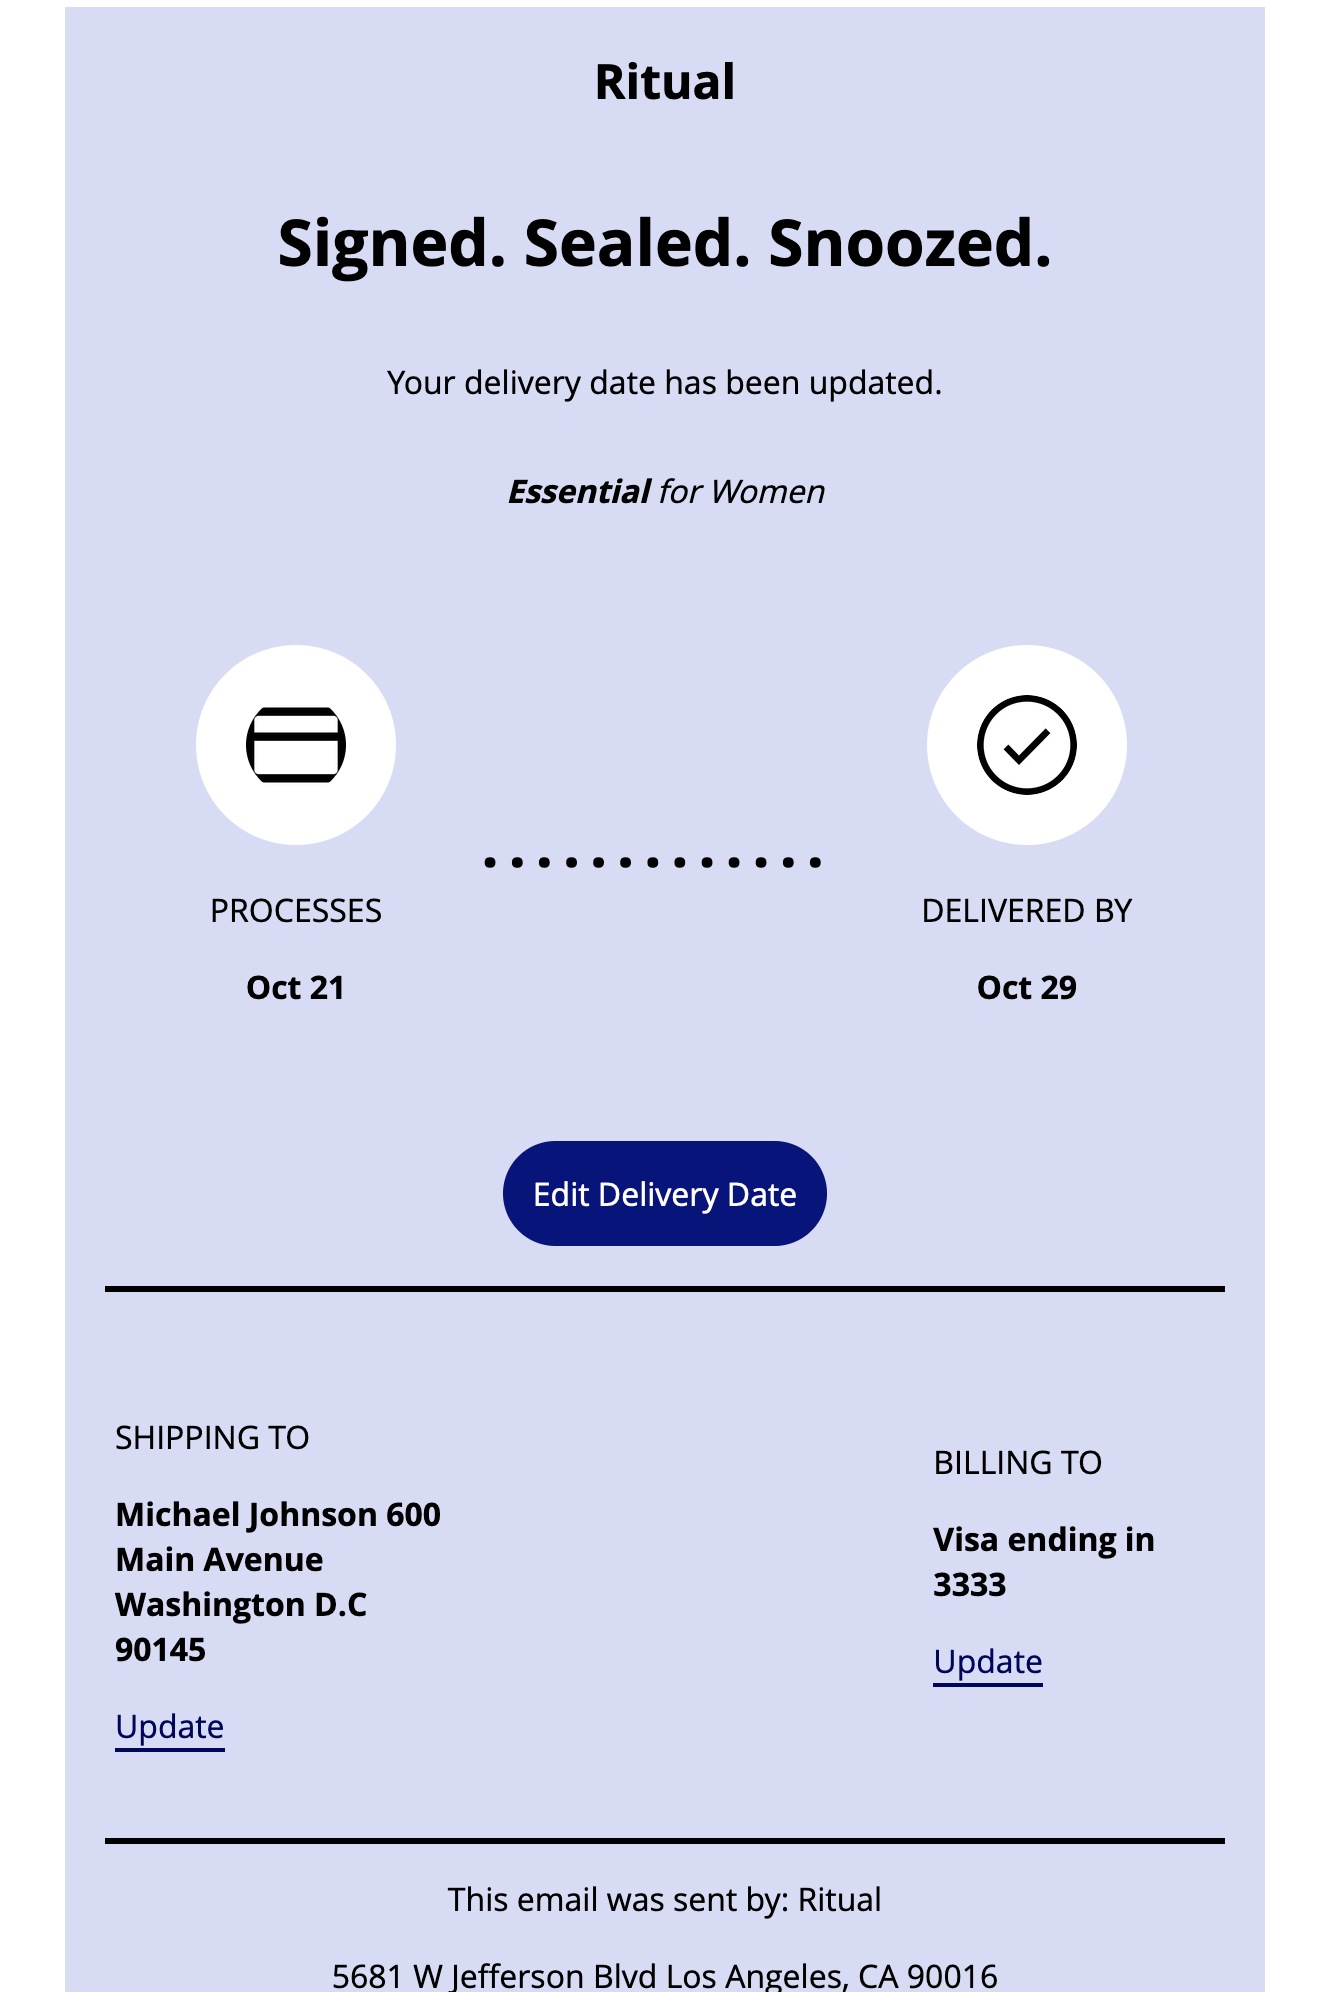 Ritual
Signed. Sealed. Snoozed.
Your delivery date has been updated.
Essential for Women
PROCESSES
Oct 21
DELIVERED BY
Oct 29
Edit Delivery Date
SHIPPING TO
Michael Johnson 600
Main Avenue
Washington D.C
90145
Update
BILLING TO
Visa ending in
3333
Update
This email was sent by: Ritual
5681 W Jefferson Blvd Los Angeles, CA 90016